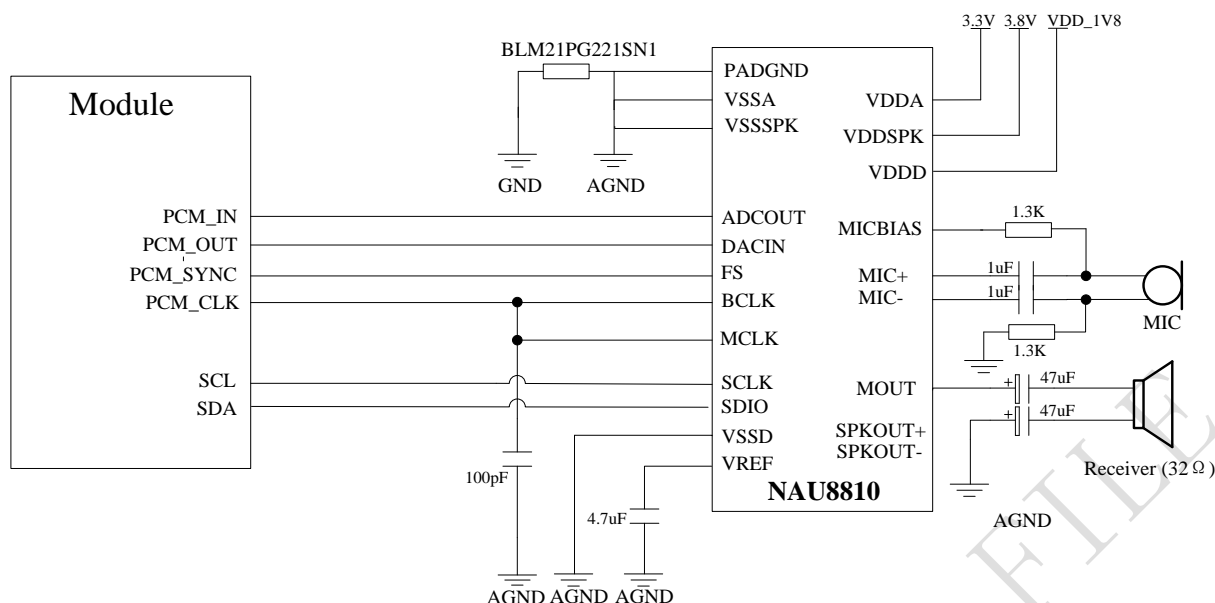 3.3V 3.8V VDD_1V8
BLM21PG221SN1
Module
PADGND
VSSA
VSSSPK
VDDA
VDDSPK
VDDD
GND AGND
PCM_IN
PCM_OUT
PCM_SYNC
PCM_CLK
ADCOUT
DACIN
FS
BCLK
MCLK
MICBIAS
1.3K
MIC+
MIC-
1uF
1uF
MIC
1.3K
SCL
SDA
SCLK
SDIO
VSSD
VREF
MOUT
+ 47uF
+ 47uF
SPKOUT+
SPKOUT-
Receiver (32Ω)
NAU8810
100pF
4.7uF
AGND
AGND AGND AGND
FILE